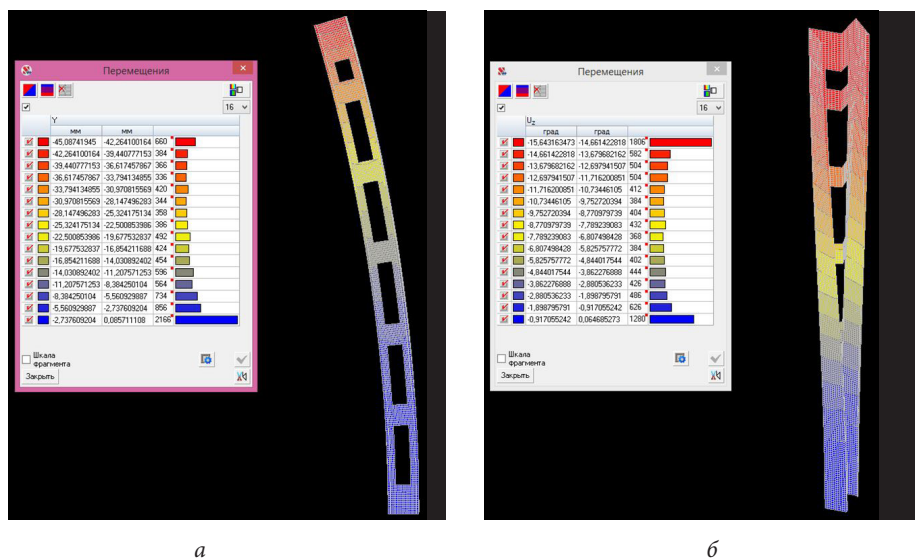 Перемещения
16
Y
мм мм
-45,08741945 -42,264100164 660
-42,264100164 -39,440777153 384
-39,440777153 -36,617457867 366
-36,617457867 -33,794134855 336
-33,794134855 -30,970815569 420
-30,970815569 -28,147496283 344
-28,147496283 -25,324175134 358
-25,324175134 -22,500853986 386
-22,500853986 -19,677532837 492
-19,677532837 -16,854211688 424
-16,854211688 -14,030892402 454
-14,030892402 -11,207571253 596
-11,207571253 -8,384250104 564
-8,384250104 -5,560929887 734
-5,560929887 -2,737609204 856
-2,737609204 0,085711108 2166
Шкала
фрагмента
Закрыть
а
Перемещения
16
Uz
град град
-15,643163473 -14,661422818 1806
-14,661422818 -13,679682162 582
-13,679682162 -12,697941507 504
-12,697941507 -11,716200851 504
-11,716200851 -10,73446105 412
-10,73446105 -9,752720394 384
-9,752720394 -8,770979739 404
-8,770979739 -7,789239083 432
-7,789239083 -6,807498428 368
-6,807498428 -5,825757772 384
-5,825757772 -4,844017544 402
-4,844017544 -3,862276888 444
-3,862276888 -2,880536233 426
-2,880536233 -1,898795791 486
-1,898795791 -0,917055242 626
-0,917055242 0,064685273 1280
Шкала
фрагмента
Закрыть
б